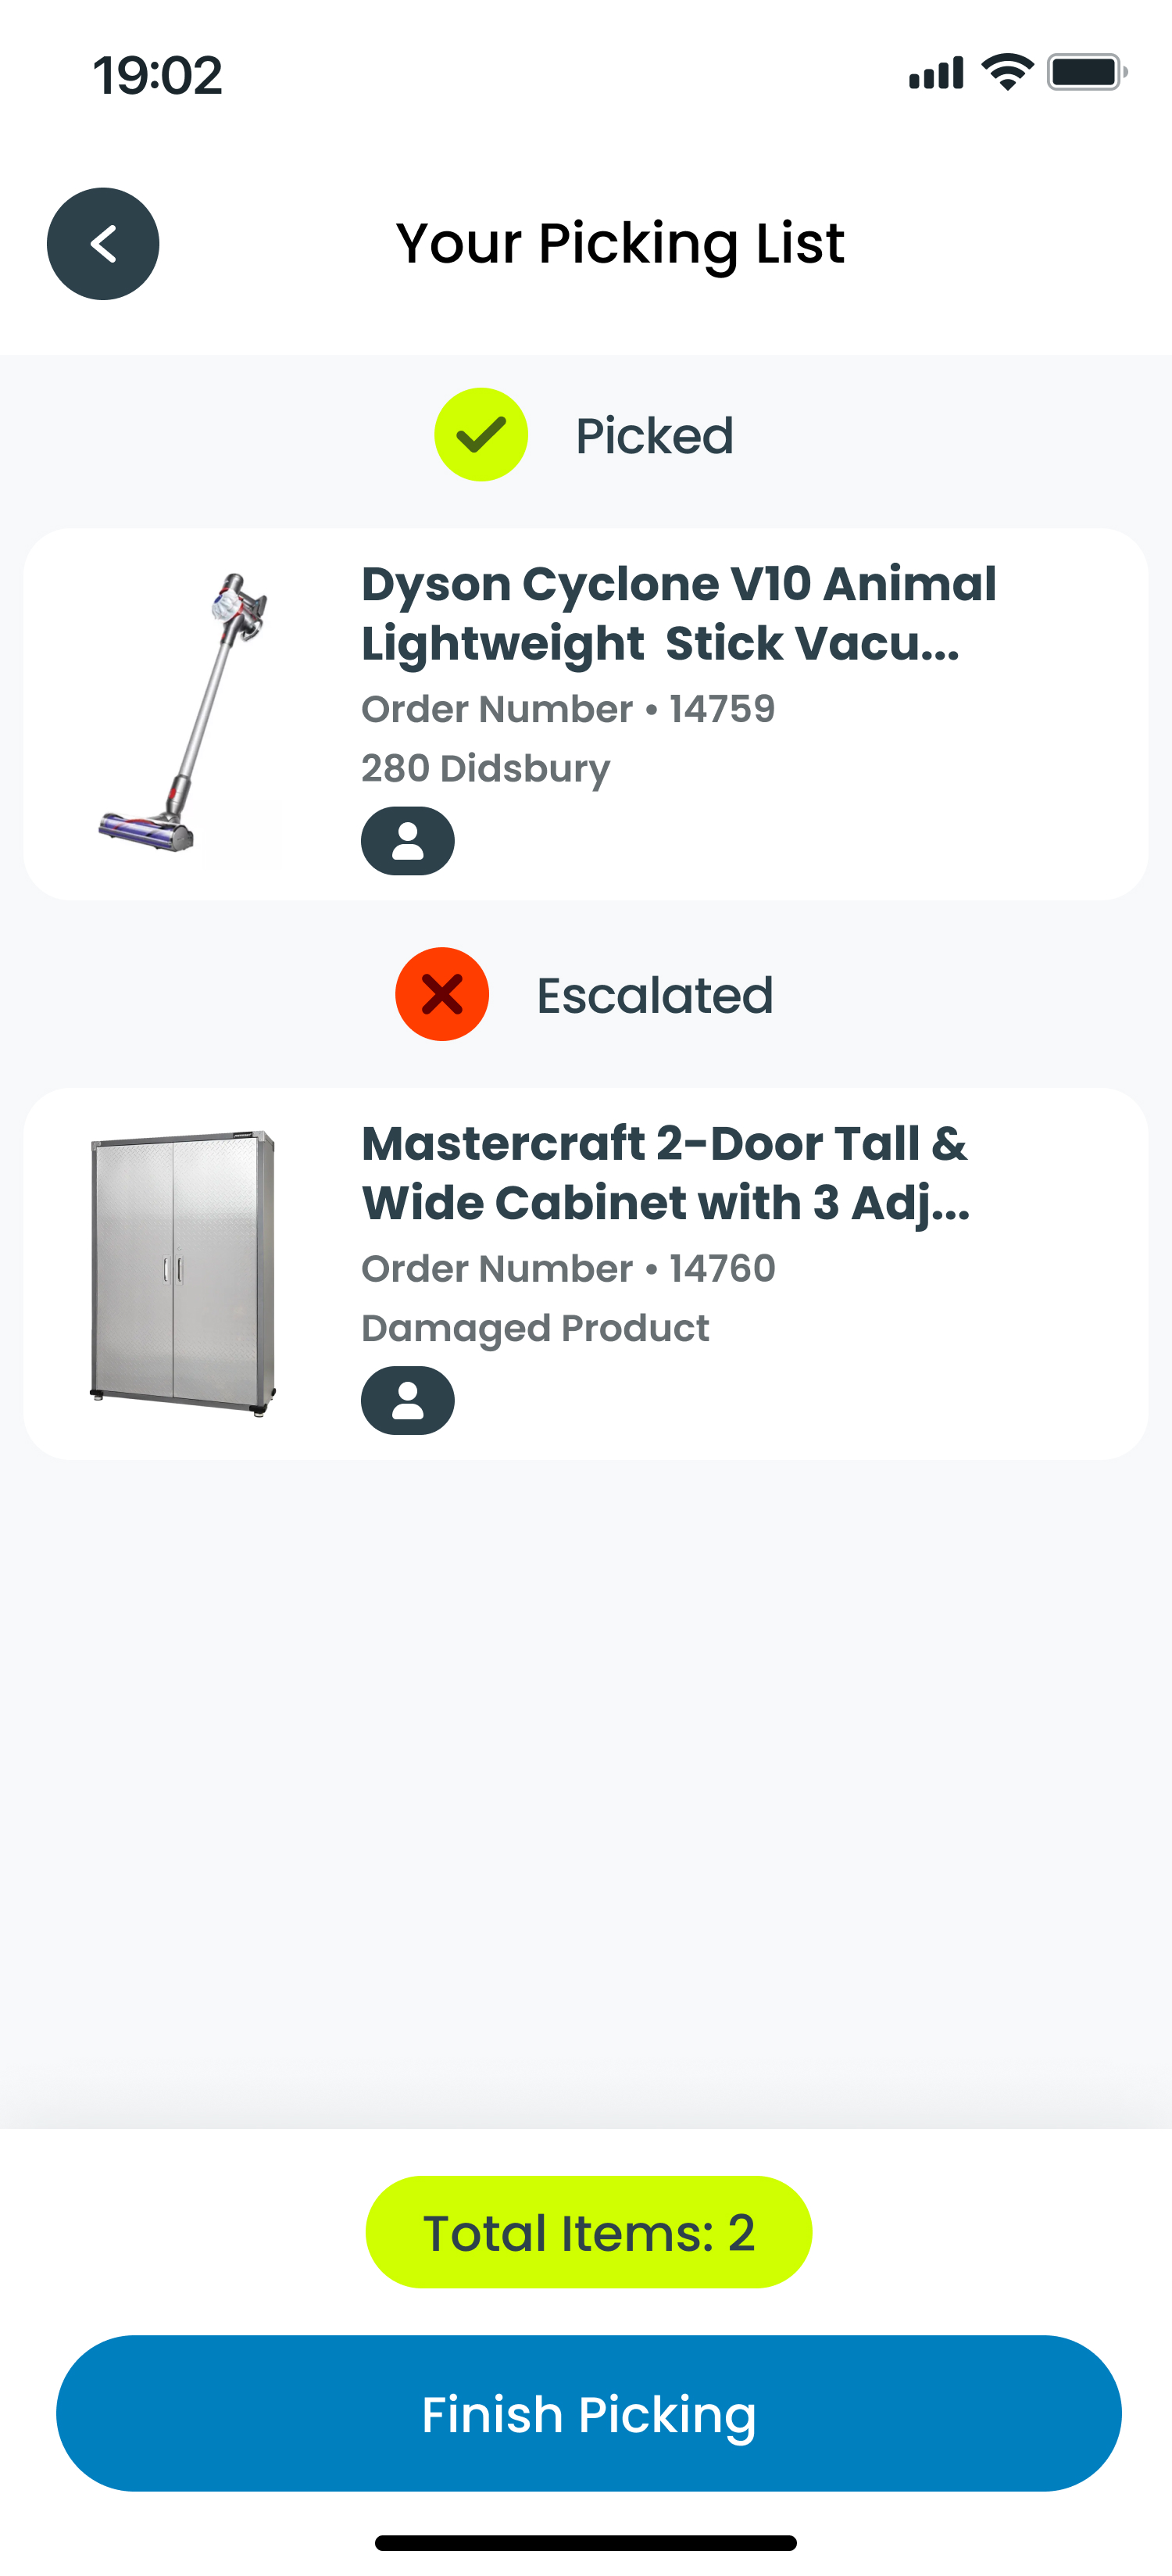 19:02
Your Picking List
Picked
Dyson Cyclone V10 Animal
Lightweight  Stick Vacu...
Order Number • 14759
280 Didsbury
Escalated
Mastercraft 2-Door Tall &
Wide Cabinet with 3 Adj...
Order Number • 14760
Damaged Product
Total Items: 2
Finish Picking